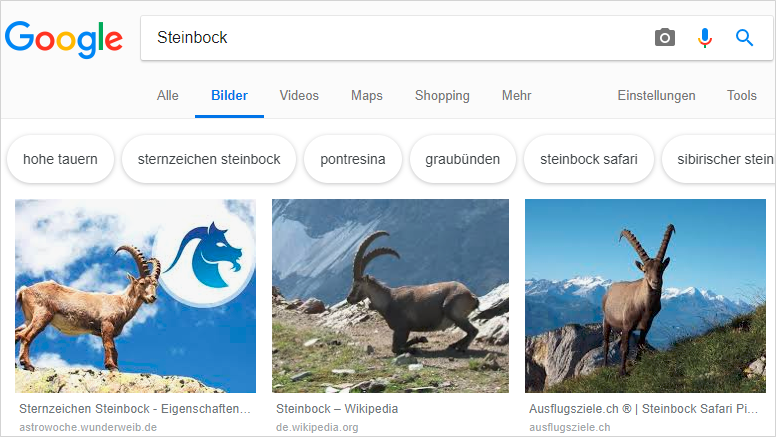 Google
Steinbock
Alle Bilder Videos Maps Shopping Mehr Einstellungen Tools
hohe tauern sternzeichen steinbock pontresina graubünden steinbock safari sibirischer stein
Sternzeichen Steinbock - Eigenschaften... Steinbock – Wikipedia Ausflugsziele.ch ® | Steinbock Safari Pi...
astrowoche.wunderweib.de de.wikipedia.org ausflugsziele.ch